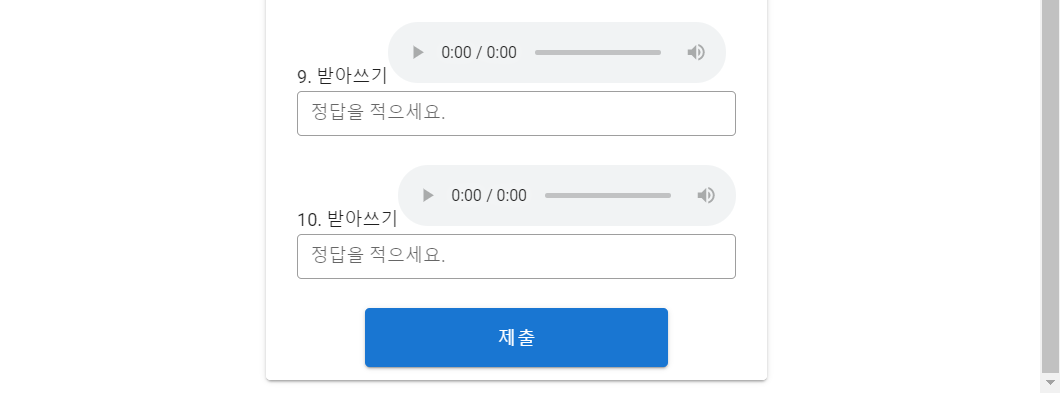 0:00 / 0:00
9. 받아쓰기
정답을 적으세요.
0:00 / 0:00
10. 받아쓰기
정답을 적으세요.
제출